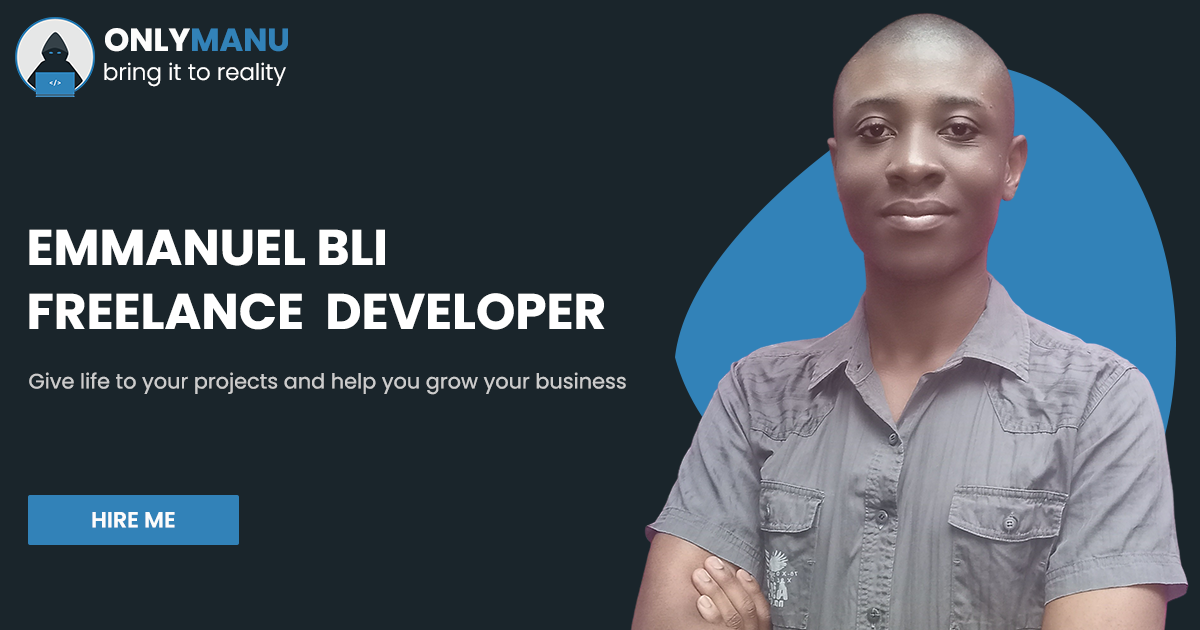 ONLYMANU
bring it to reality
EMMANUEL BLI
FREELANCE DEVELOPER
Give life to your projects and help you grow your business
HIRE ME
</>